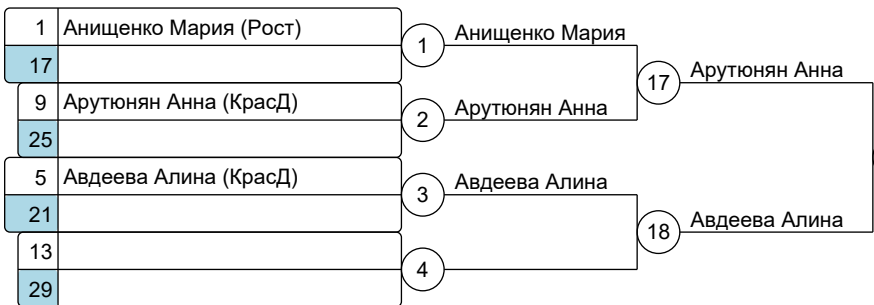 1 Анищенко Мария (Рост)
17
9 Арутюнян Анна (КрасД)
25
5 Авдеева Алина (КрасД)
21
13
29
1 Анищенко Мария
2 Арутюнян Анна
3 Авдеева Алина
4
17 Арутюнян Анна
18 Авдеева Алина